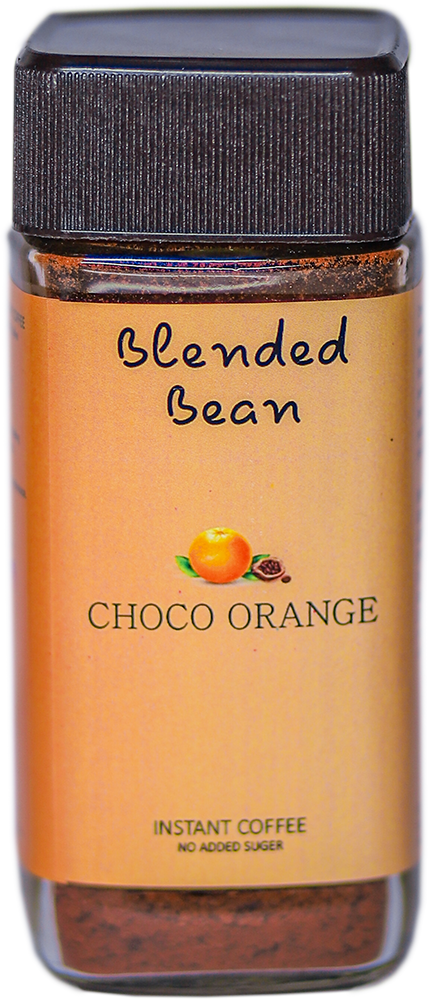 Blended
Bean
CHOCO ORANGE
INSTANT COFFEE
NO ADDED SUGER